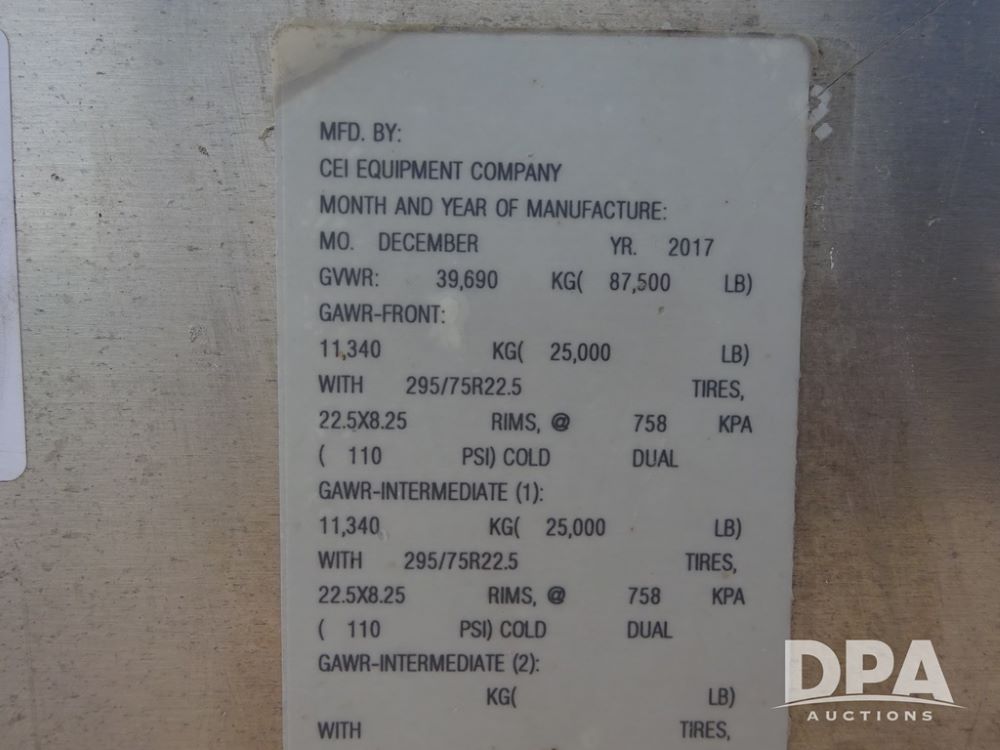 MFD. BY:
CEI EQUIPMENT COMPANY
MONTH AND YEAR OF MANUFACTURE:
MO. DECEMBER YR. 2017
GVWR: 39,690 KG( 87,500 LB)
GAWR-FRONT:
11,340 KG( 25,000 LB)
WITH 295/75R22.5 TIRES,
22.5X8.25 RIMS, @ 758 KPA
( 110 PSI) COLD DUAL
GAWR-INTERMEDIATE (1):
11,340 KG( 25,000 LB)
WITH 295/75R22.5 TIRES,
22.5X8.25 RIMS, @ 758 KPA
( 110 PSI) COLD DUAL
GAWR-INTERMEDIATE (2):
KG( LB)
WITH TIRES,
DPA
AUCTIONS